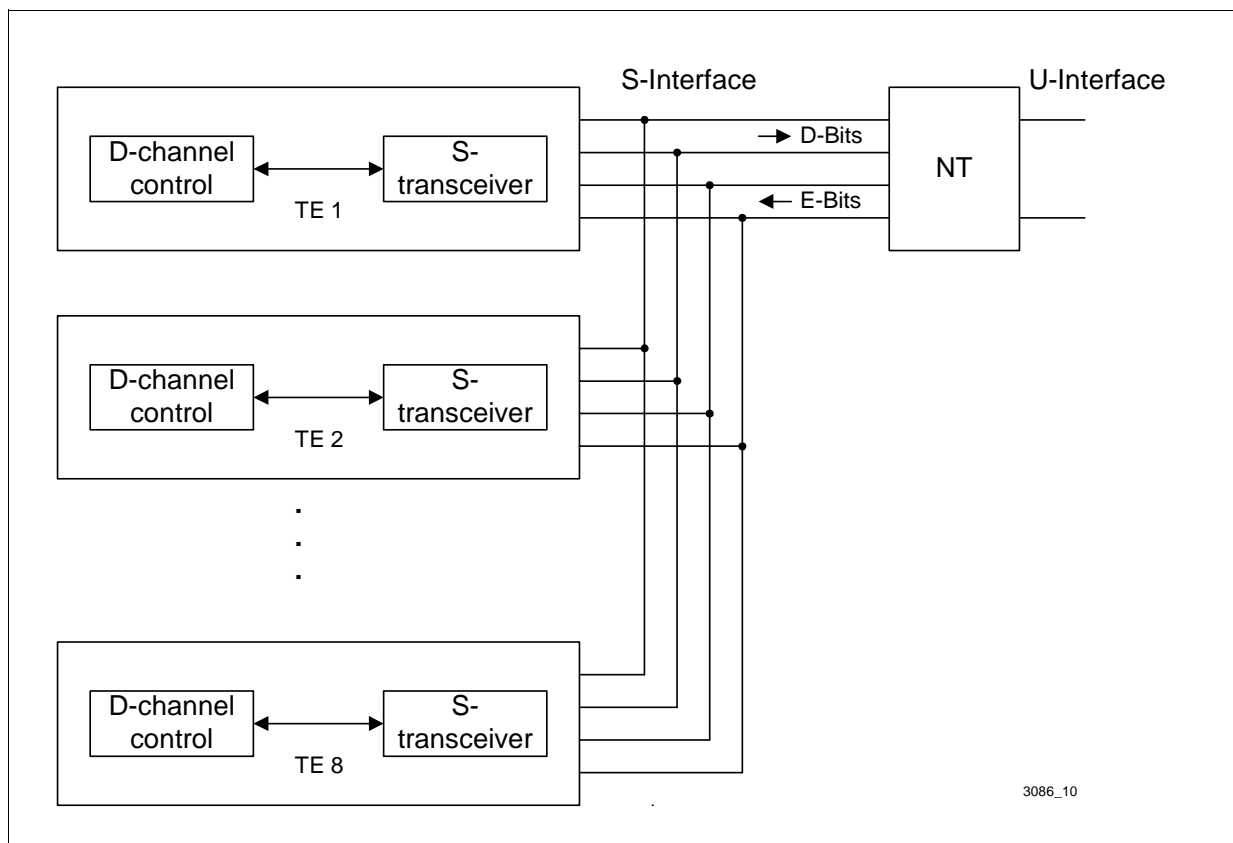 S-Interface
U-Interface
D-channel
control
S-
transceiver
TE 1
D-Bits
E-Bits
NT
D-channel
control
S-
transceiver
TE 2
D-channel
control
S-
transceiver
TE 8
3086_10